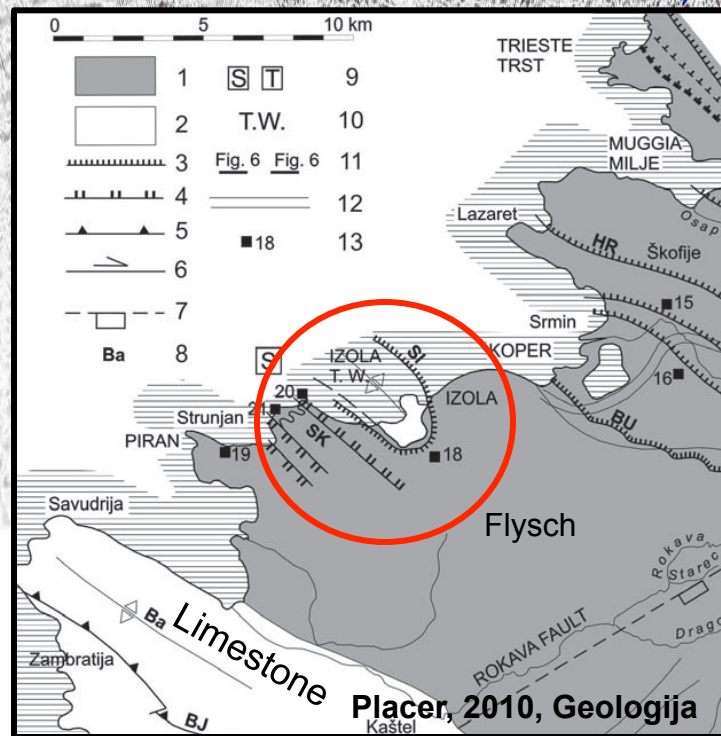 0 5 10 km
1 S T 9
2 T.W. 10
3 Fig. 6 Fig. 6 11
4 12
5 18 13
6
7
8 Ba
TRIESTE
TRST
MUGGIA
MILJE
Osap
Lazaret
HR
Škofije
15
Srmin
16
KOPER
S
IZOLA
T.W.
SI
IZOLA
20
21
Strunjan
SK
PIRAN
19
18
BU
Savudrija
Flysch
Rokava
Starec
Drago
ROKAVA FAULT
Ba
Limestone
Zambratija
BJ
Kaštel
Placer, 2010, Geologija